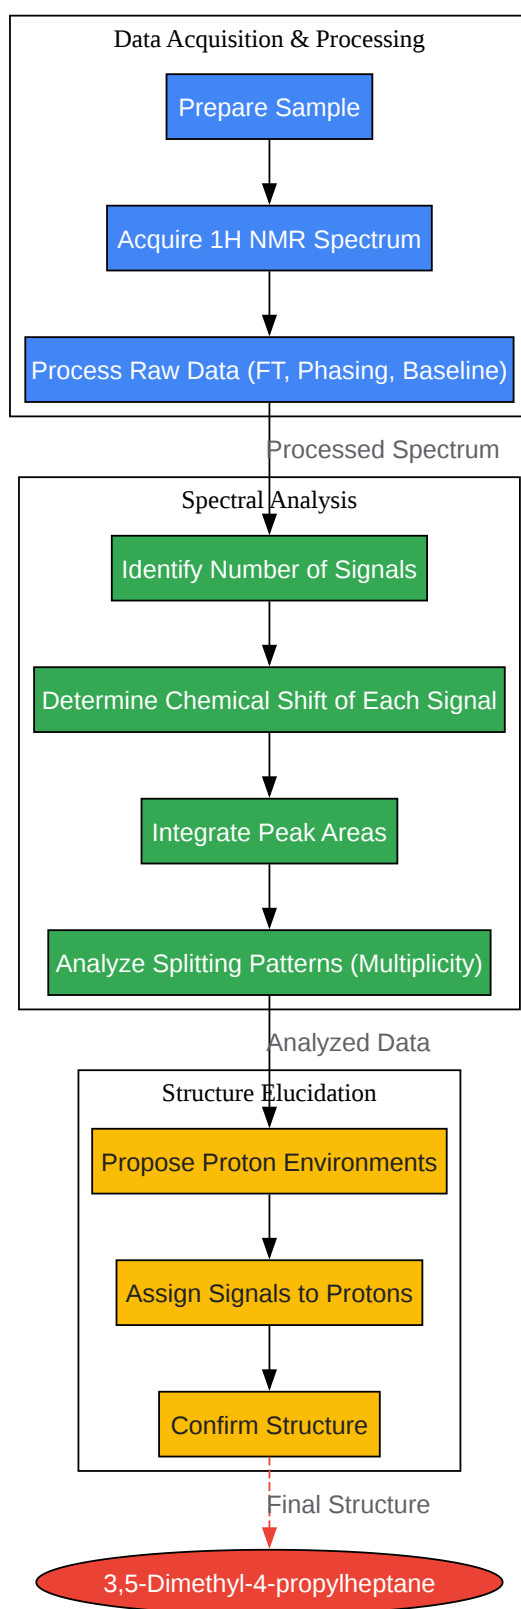 Data Acquisition & Processing
Prepare Sample
Acquire 1H NMR Spectrum
Process Raw Data (FT, Phasing, Baseline)
Processed Spectrum
Spectral Analysis
Identify Number of Signals
Determine Chemical Shift of Each Signal
Integrate Peak Areas
Analyze Splitting Patterns (Multiplicity)
Analyzed Data
Structure Elucidation
Propose Proton Environments
Assign Signals to Protons
Confirm Structure
Final Structure
3,5-Dimethyl-4-propylheptane